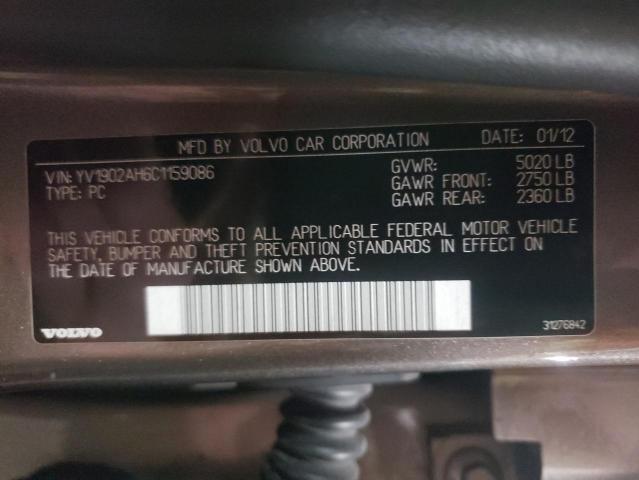 MFD BY VOLVO CAR CORPORATION DATE: 01/12
VIN: YV1902AH6C1159086
TYPE: PC
GVWR: 5020 LB
GAWR FRONT: 2750 LB
GAWR REAR: 2360 LB
THIS VEHICLE CONFORMS TO ALL APPLICABLE FEDERAL MOTOR VEHICLE
SAFETY, BUMPER AND THEFT PREVENTION STANDARDS IN EFFECT ON
THE DATE OF MANUFACTURE SHOWN ABOVE.
VOLVO 31276842